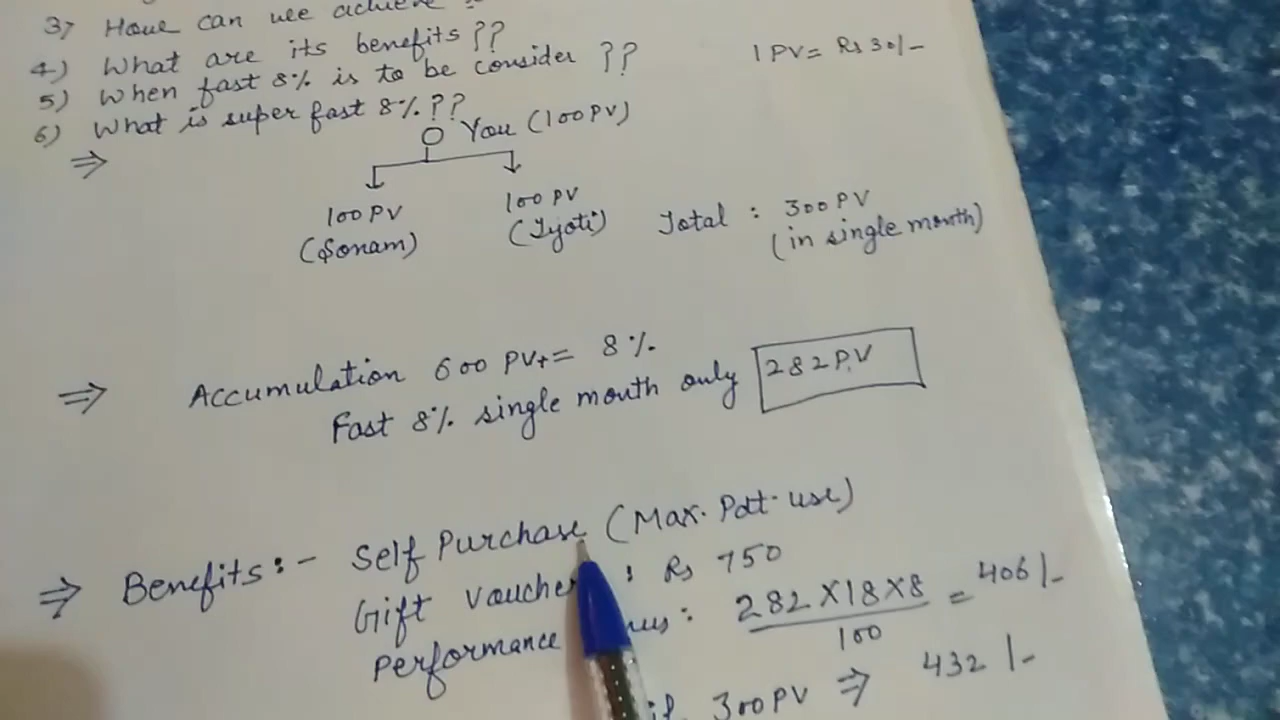 3) How can we achieve
4) What are its benefits ??
5) When fast 8% is to be consider ??
1 PV = Rs 30/-
6) What is super fast 8% ??
⇒
You (100 PV)
100 PV
(Sonam)
100 PV
(Jyoti)
Total : 300 PV
(in single month)
⇒ Accumulation 600 PV+ = 8%
Fast 8% single month only 282 PV
⇒ Benefits :- Self Purchase (Max. Pdt. use)
Gift Voucher : Rs 750
Performance : 282 X 18 X 8 = 406/-
100
300 PV ⇒ 432/-